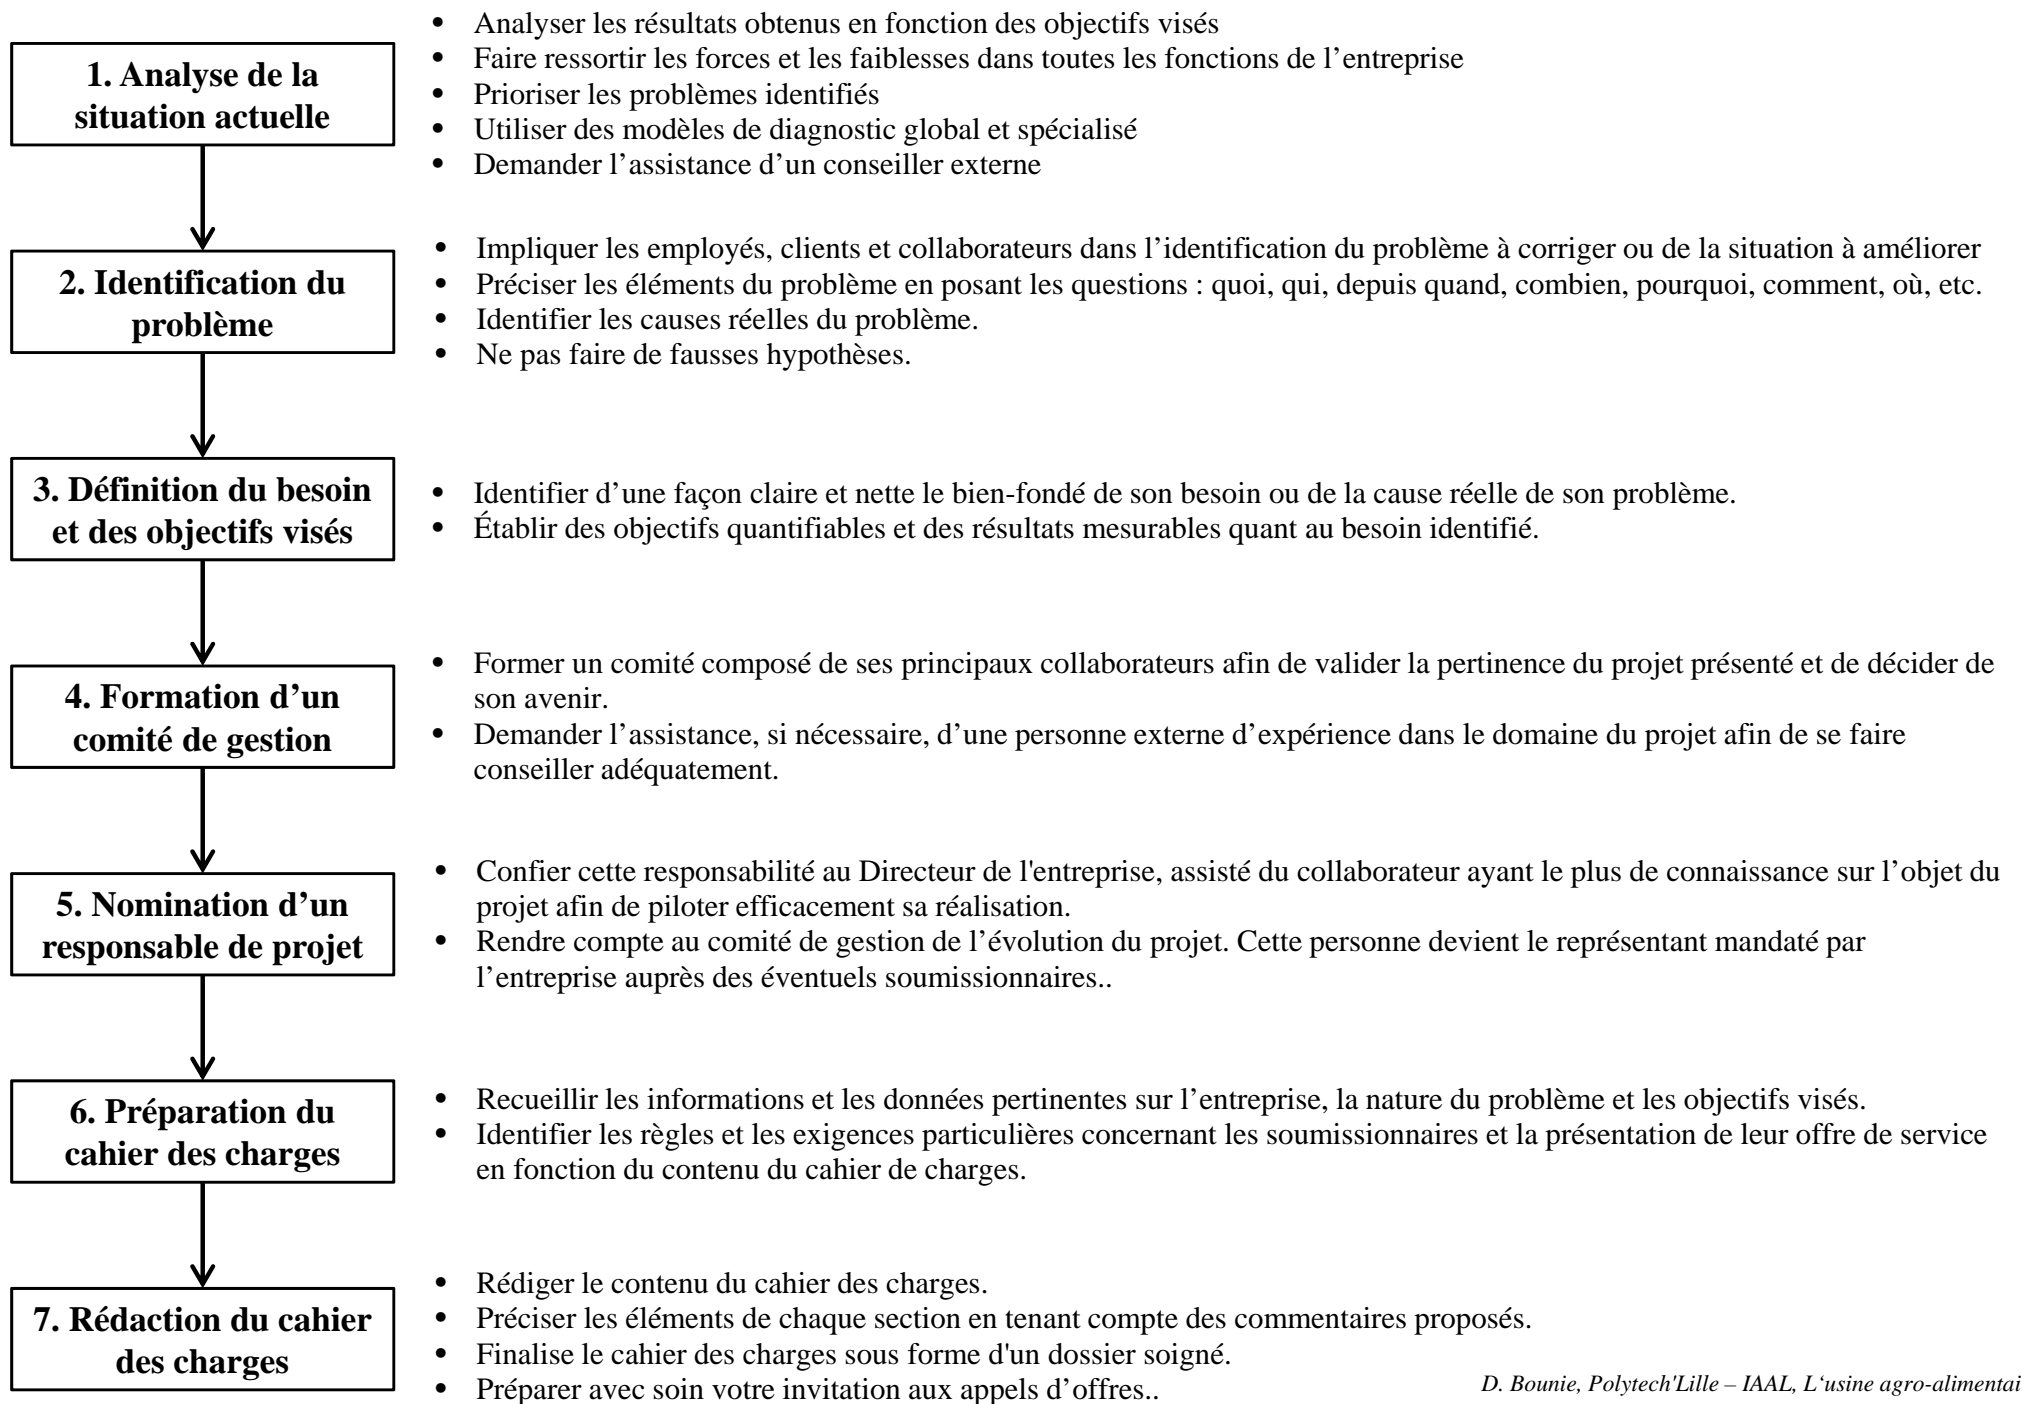 1. Analyse de la
situation actuelle
• Analyser les résultats obtenus en fonction des objectifs visés
• Faire ressortir les forces et les faiblesses dans toutes les fonctions de l’entreprise
• Prioriser les problèmes identifiés
• Utiliser des modèles de diagnostic global et spécialisé
• Demander l’assistance d’un conseiller externe
2. Identification du
problème
• Impliquer les employés, clients et collaborateurs dans l’identification du problème à corriger ou de la situation à améliorer
• Préciser les éléments du problème en posant les questions : quoi, qui, depuis quand, combien, pourquoi, comment, où, etc.
• Identifier les causes réelles du problème.
• Ne pas faire de fausses hypothèses.
3. Définition du besoin
et des objectifs visés
• Identifier d’une façon claire et nette le bien-fondé de son besoin ou de la cause réelle de son problème.
• Établir des objectifs quantifiables et des résultats mesurables quant au besoin identifié.
4. Formation d’un
comité de gestion
• Former un comité composé de ses principaux collaborateurs afin de valider la pertinence du projet présenté et de décider de
son avenir.
• Demander l’assistance, si nécessaire, d’une personne externe d’expérience dans le domaine du projet afin de se faire
conseiller adéquatement.
5. Nomination d’un
responsable de projet
• Confier cette responsabilité au Directeur de l'entreprise, assisté du collaborateur ayant le plus de connaissance sur l’objet du
projet afin de piloter efficacement sa réalisation.
• Rendre compte au comité de gestion de l’évolution du projet. Cette personne devient le représentant mandaté par
l’entreprise auprès des éventuels soumissionnaires..
6. Préparation du
cahier des charges
• Recueillir les informations et les données pertinentes sur l’entreprise, la nature du problème et les objectifs visés.
• Identifier les règles et les exigences particulières concernant les soumissionnaires et la présentation de leur offre de service
en fonction du contenu du cahier de charges.
7. Rédaction du cahier
des charges
• Rédiger le contenu du cahier des charges.
• Préciser les éléments de chaque section en tenant compte des commentaires proposés.
• Finalise le cahier des charges sous forme d'un dossier soigné.
• Préparer avec soin votre invitation aux appels d’offres..
D. Bounie, Polytech'Lille – IAAL, L‘usine agro-alimentai